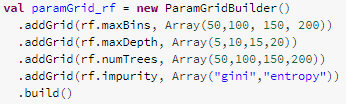 val paramGrid_rf = new ParamGridBuilder()
.addGrid(rf.maxBins, Array(50,100, 150, 200))
.addGrid(rf.maxDepth, Array(5,10,15,20))
.addGrid(rf.numTrees, Array(50,100,150,200))
.addGrid(rf.impurity, Array("gini","entropy"))
.build()